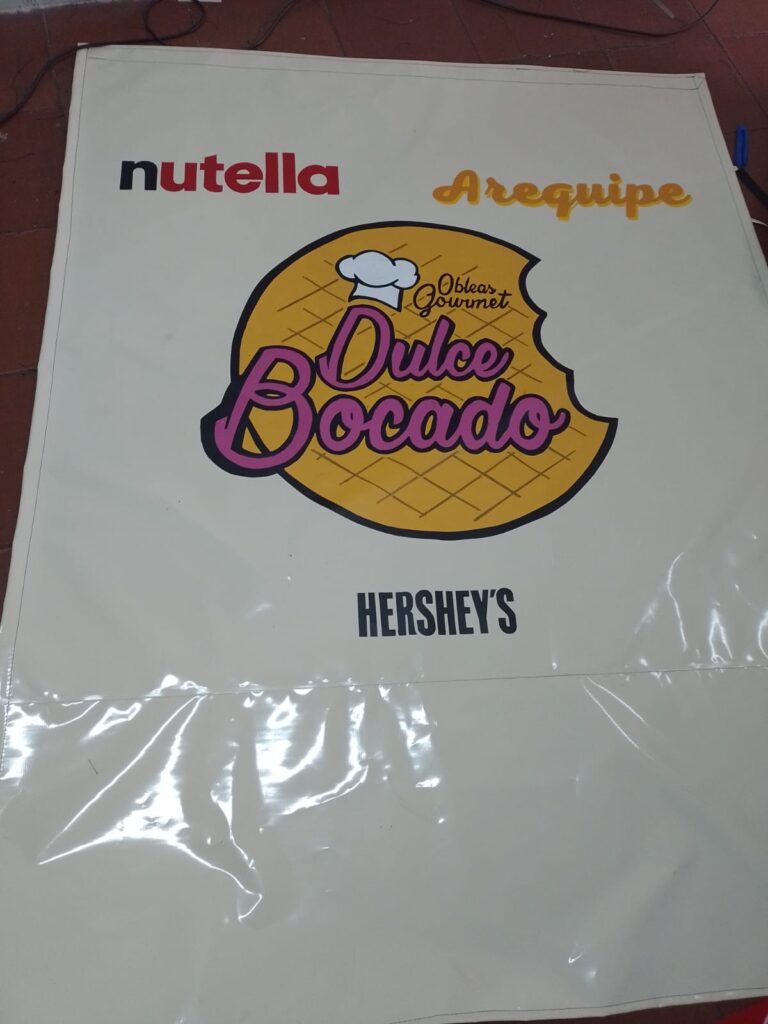 nutella
Arequipe
Obleas
Gourmet
Dulce
Bocado
HERSHEY'S